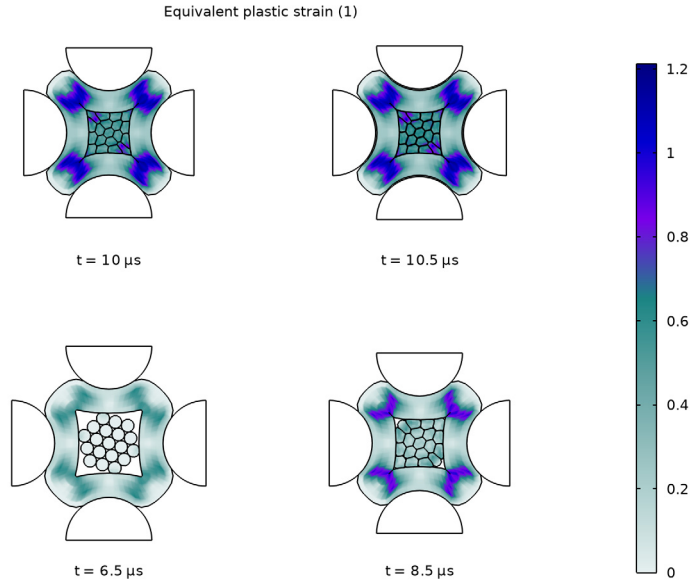 Equivalent plastic strain (1)
t = 10 μs
t = 10.5 μs
t = 6.5 μs
t = 8.5 μs
1.2
1
0.8
0.6
0.4
0.2
0